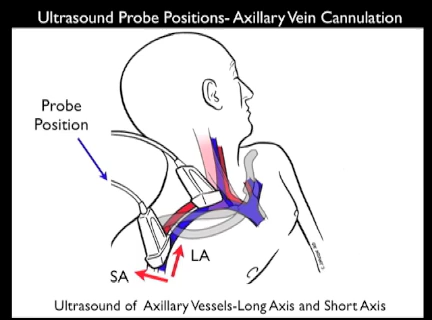 Ultrasound Probe Positions- Axillary Vein Cannulation
Probe
Position
LA
SA
Ultrasound of Axillary Vessels-Long Axis and Short Axis